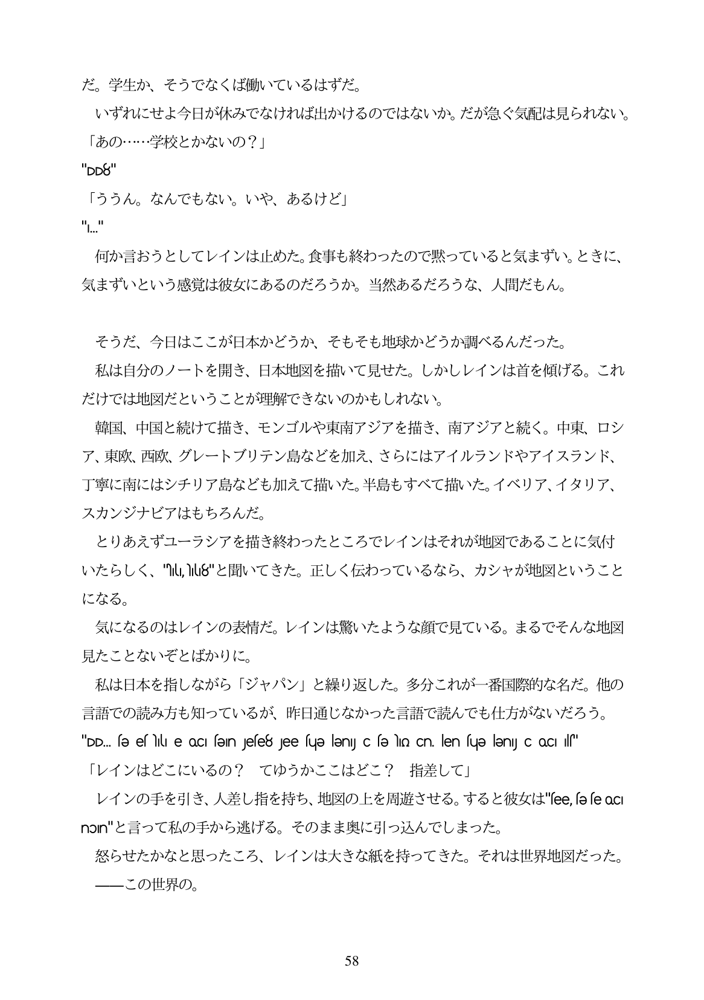 だ。学生か、そうでなくば働いているはずだ。
いずれにせよ今日が休みでなければ出かけるのではないか。だが急ぐ気配は見られない。
「あの……学校とかないの？」
「ううん。なんでもない。いや、あるけど」
何か言おうとしてレインは止めた。食事も終わったので黙っていると気まずい。ときに、
気まずいという感覚は彼女にあるのだろうか。当然あるだろうな、人間だもん。
そうだ、今日はここが日本かどうか、そもそも地球かどうか調べるんだった。
私は自分のノートを開き、日本地図を描いて見せた。しかしレインは首を傾げる。これ
だけでは地図だということが理解できないのかもしれない。
韓国、中国と続けて描き、モンゴルや東南アジアを描き、南アジアと続く。中東、ロシ
ア、東欧、西欧、グレートブリテン島などを加え、さらにはアイルランドやアイスランド、
丁寧に南にはシチリア島なども加えて描いた。半島もすべて描いた。イベリア、イタリア、
スカンジナビアはもちろんだ。
とりあえずユーラシアを描き終わったところでレインはそれが地図であることに気付
いたらしく、と聞いてきた。正しく伝わっているなら、カシャが地図ということ
になる。
気になるのはレインの表情だ。レインは驚いたような顔で見ている。まるでそんな地図
見たことないぞとばかりに。
私は日本を指しながら「ジャパン」と繰り返した。多分これが一番国際的な名だ。他の
言語での読み方も知っているが、昨日通じなかった言語で読んでも仕方がないだろう。
「レインはどこにいるの？　てゆうかここはどこ？　指差して」
レインの手を引き、人差し指を持ち、地図の上を周遊させる。すると彼女は
と言って私の手から逃げる。そのまま奥に引っ込んでしまった。
怒らせたかなと思ったころ、レインは大きな紙を持ってきた。それは世界地図だった。
――この世界の。
58